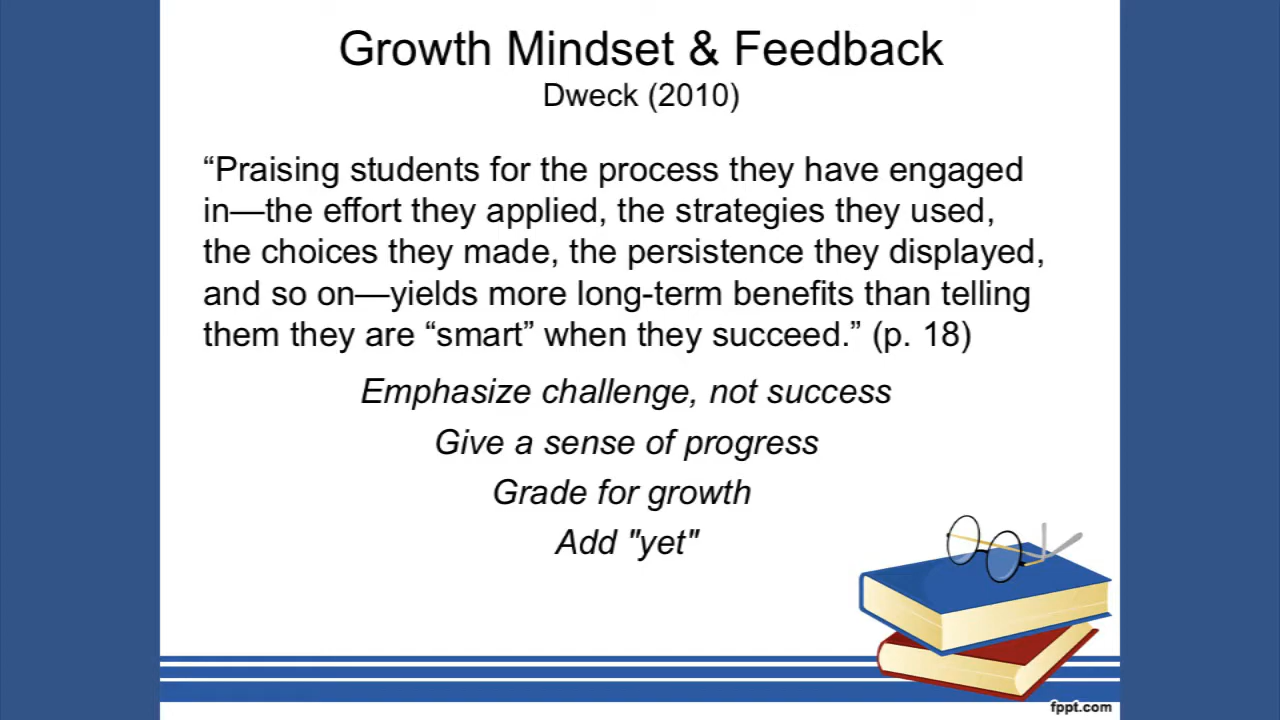 Growth Mindset & Feedback
Dweck (2010)
“Praising students for the process they have engaged
in—the effort they applied, the strategies they used,
the choices they made, the persistence they displayed,
and so on—yields more long-term benefits than telling
them they are “smart” when they succeed.” (p. 18)
Emphasize challenge, not success
Give a sense of progress
Grade for growth
Add "yet"
fppt.com